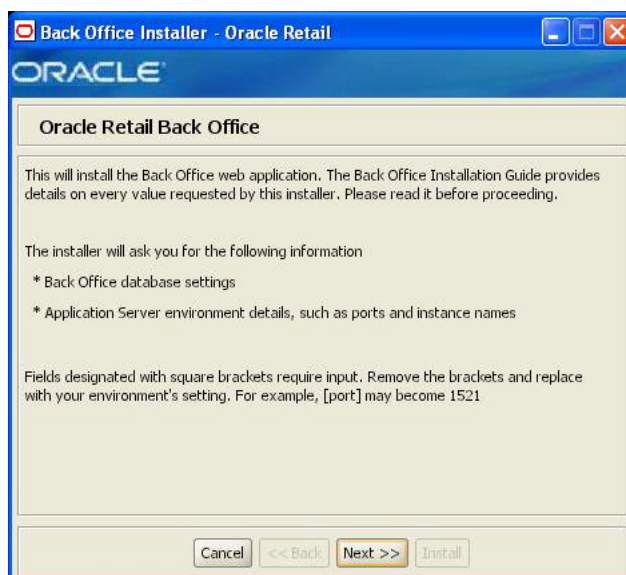 Back Office Installer - Oracle Retail
ORACLE
Oracle Retail Back Office
This will install the Back Office web application. The Back Office Installation Guide provides
details on every value requested by this installer. Please read it before proceeding.
The installer will ask you for the following information
* Back Office database settings
* Application Server environment details, such as ports and instance names
Fields designated with square brackets require input. Remove the brackets and replace
with your environment's setting. For example, [port] may become 1521
Cancel << Back Next >> Install